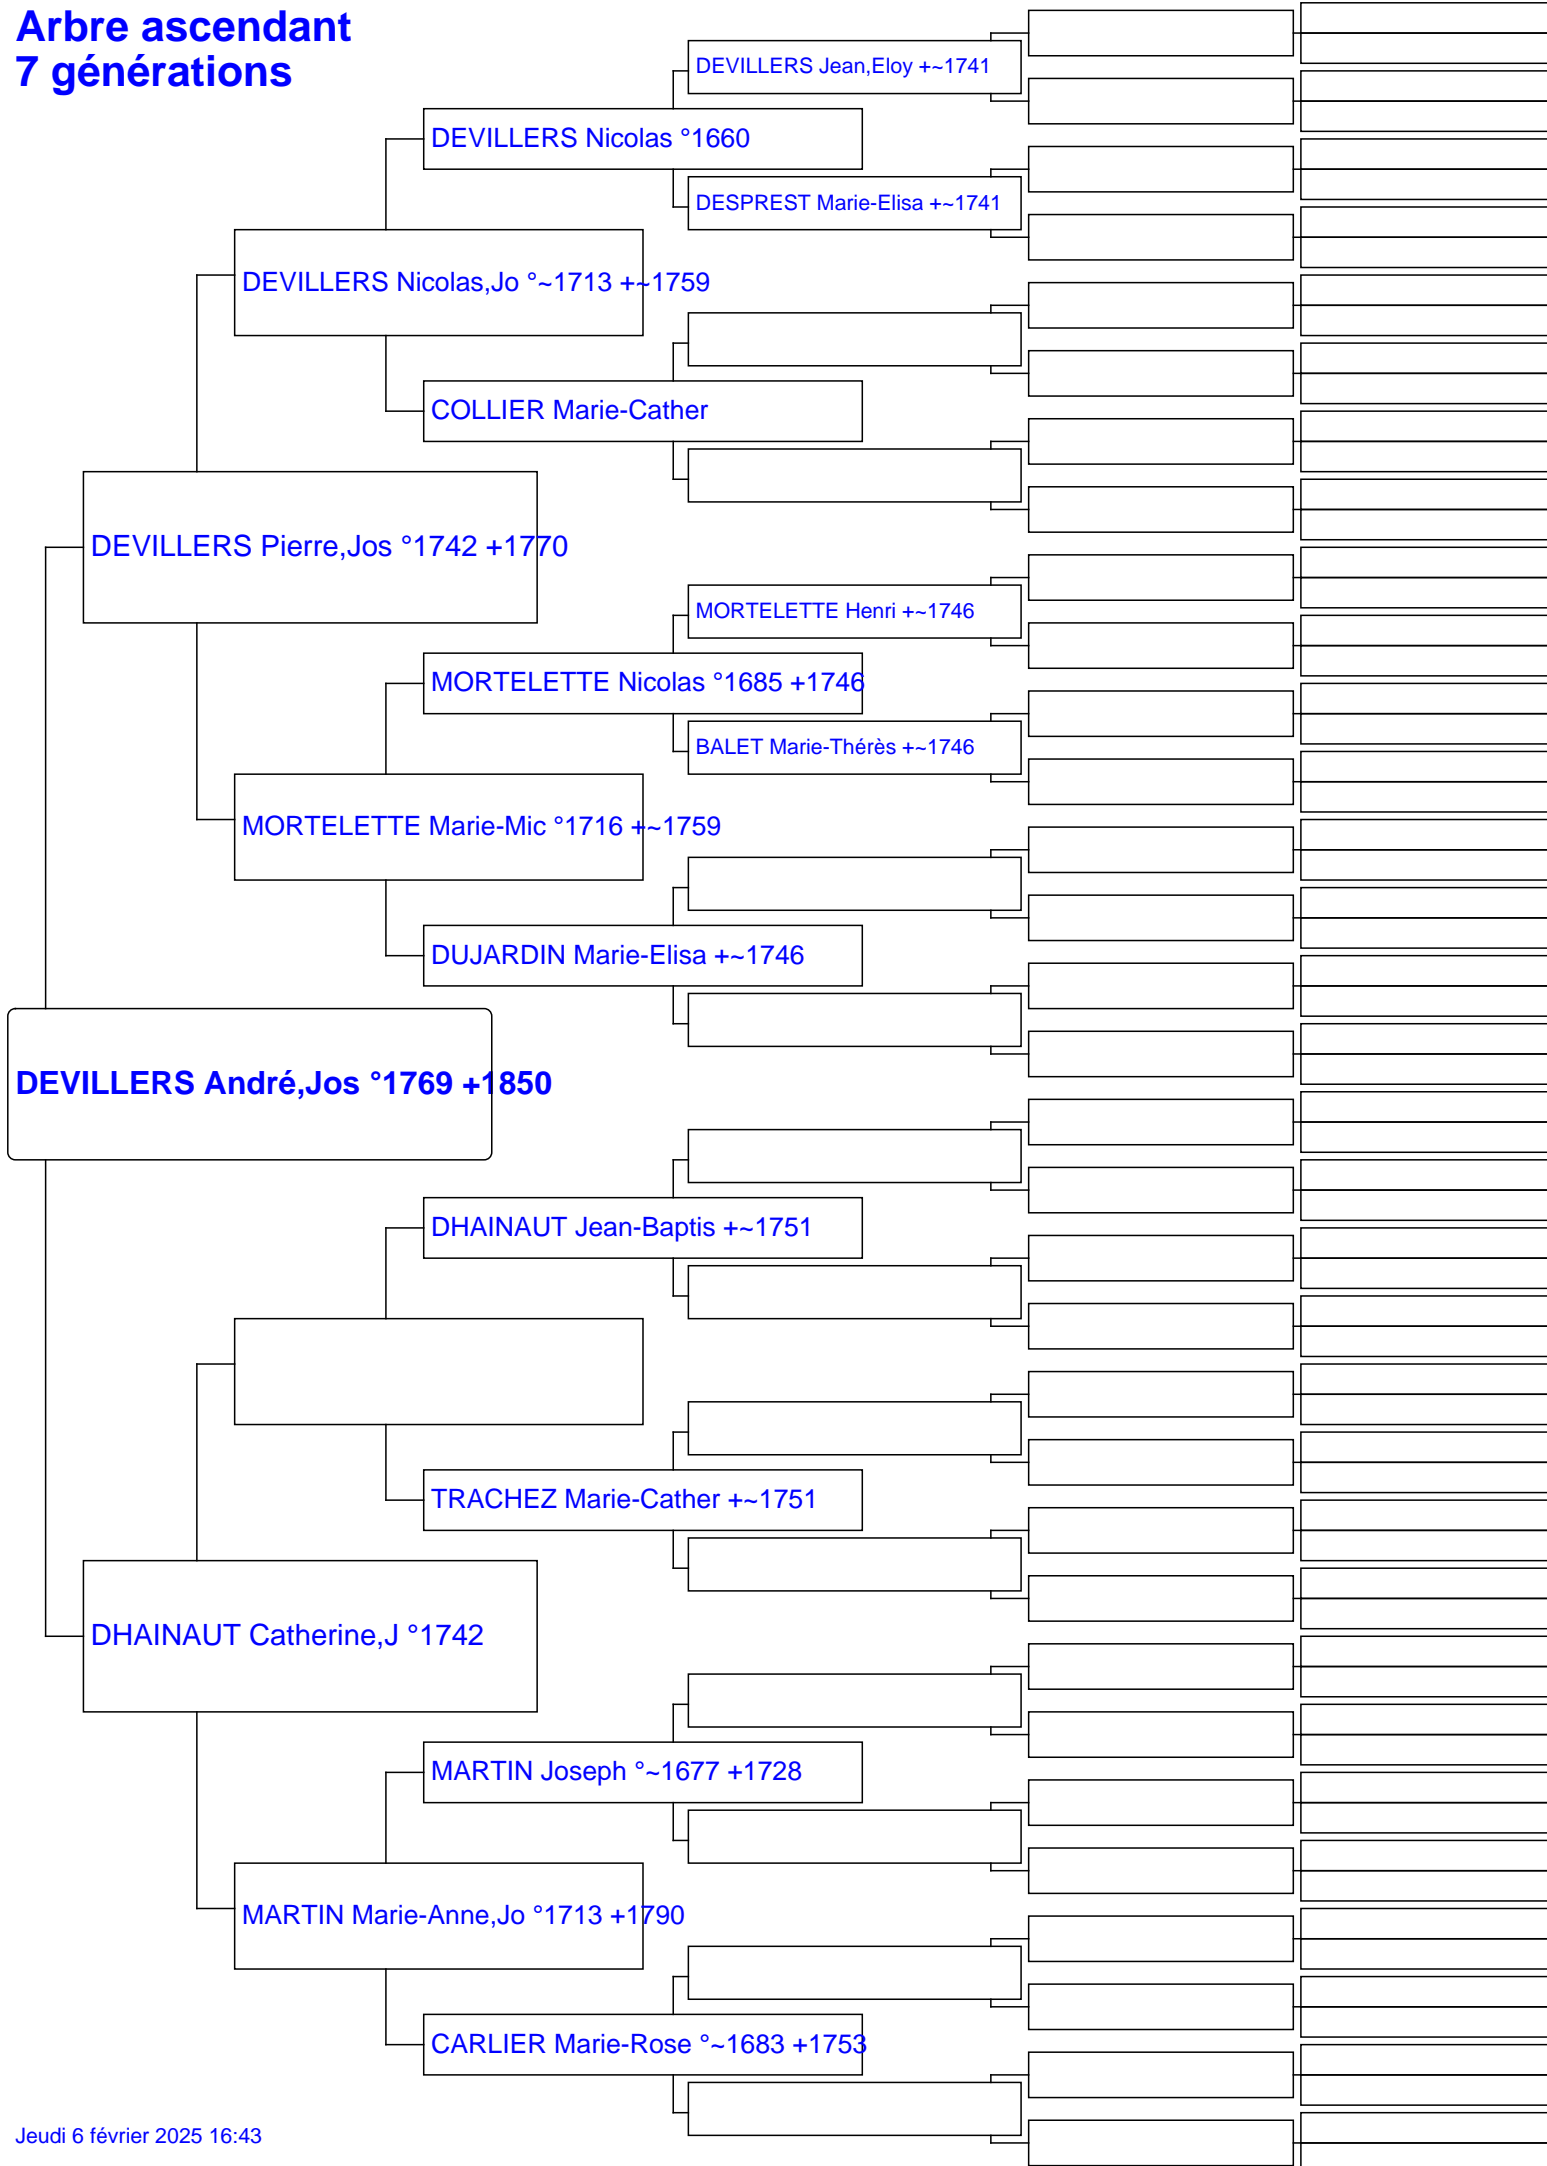 Arbre ascendant
7 générations
DEVILLERS Jean,Eloy +~1741
DEVILLERS Nicolas °1660
DESPREST Marie-Elisa +~1741
DEVILLERS Nicolas,Jo °~1713 +~1759
COLLIER Marie-Cather
DEVILLERS Pierre,Jos °1742 +1770
MORTELETTE Henri +~1746
MORTELETTE Nicolas °1685 +1746
BALET Marie-Thérès +~1746
MORTELETTE Marie-Mic °1716 +~1759
DUJARDIN Marie-Elisa +~1746
DEVILLERS André,Jos °1769 +1850
DHAINAUT Jean-Baptis +~1751
TRACHEZ Marie-Cather +~1751
DHAINAUT Catherine,J °1742
MARTIN Joseph °~1677 +1728
MARTIN Marie-Anne,Jo °1713 +1790
CARLIER Marie-Rose °~1683 +1753
Jeudi 6 février 2025 16:43